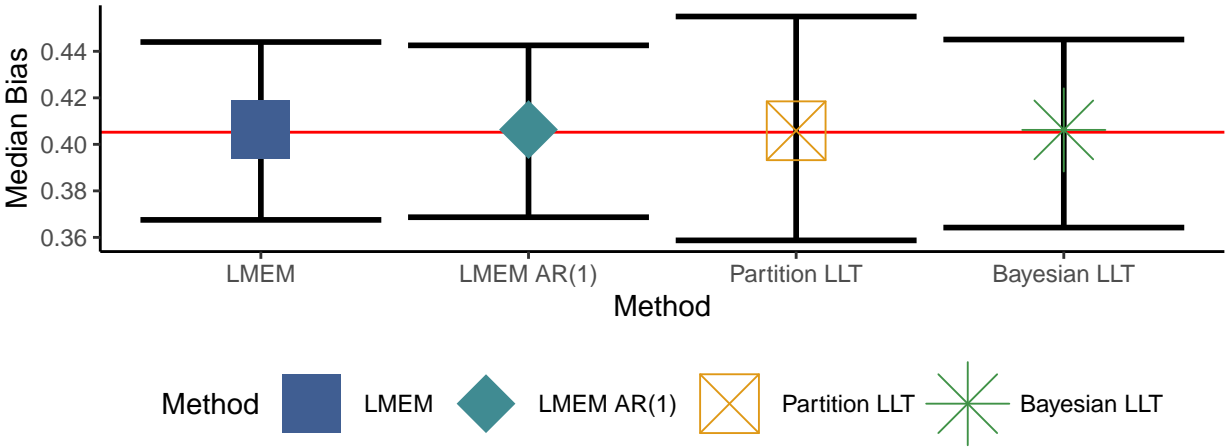 Median Bias
0.44
0.42
0.40
0.38
0.36
LMEM LMEM AR(1) Partition LLT Bayesian LLT
Method
Method LMEM LMEM AR(1) Partition LLT Bayesian LLT